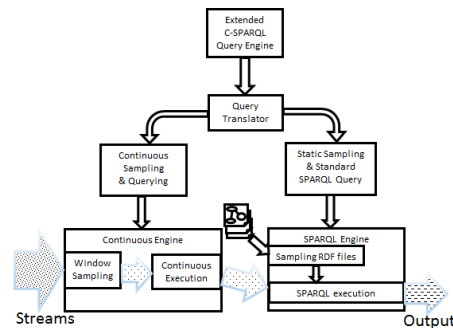 Extended
C-SPARQL
Query Engine
Query
Translator
Continuous
Sampling
& Querying
Static Sampling
& Standard
SPARQL Query
Continuous Engine
Window
Sampling
Continuous
Execution
SPARQL Engine
Sampling RDF files
SPARQL execution
Streams
Output